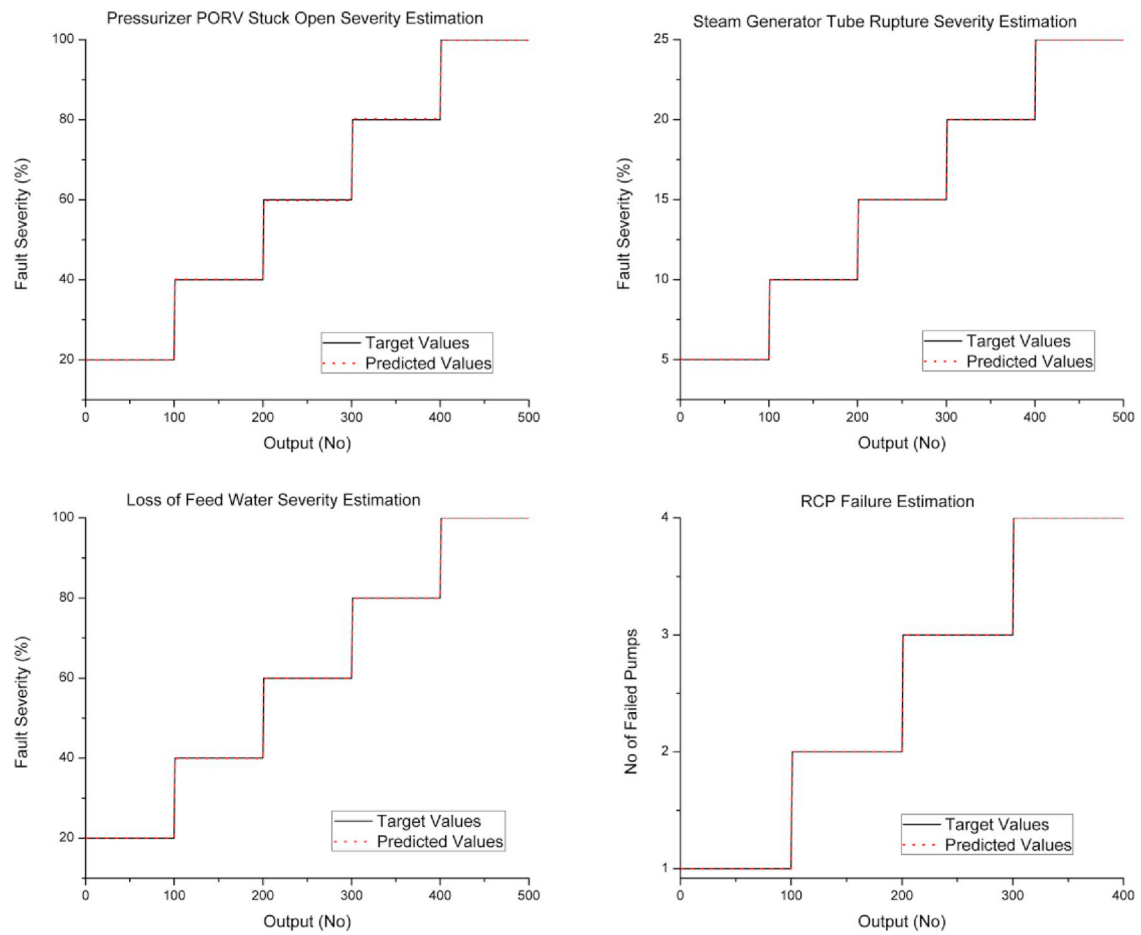 Pressurizer PORV Stuck Open Severity Estimation
100
80
60
40
20
Fault Severity (%)
Target Values
Predicted Values
0 100 200 300 400 500
Output (No)
Steam Generator Tube Rupture Severity Estimation
25
20
15
10
5
Fault Severity (%)
Target Values
Predicted Values
0 100 200 300 400 500
Output (No)
Loss of Feed Water Severity Estimation
100
80
60
40
20
Fault Severity (%)
Target Values
Predicted Values
0 100 200 300 400 500
Output (No)
RCP Failure Estimation
4
3
2
1
No of Failed Pumps
Target Values
Predicted Values
0 100 200 300 400
Output (No)